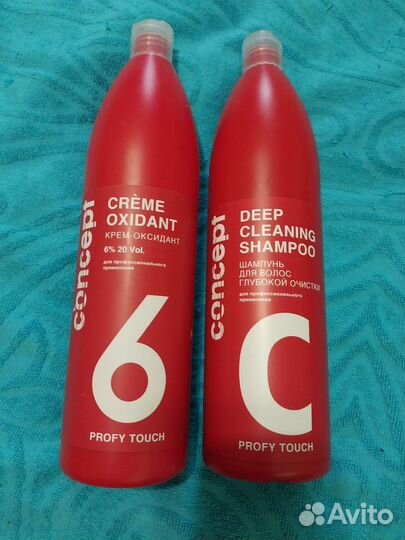 concept
CRÈME
OXIDANT
КРЕМ-ОКСИДАНТ
6% 20 Vol.
для профессионального
применения
6
PROFY TOUCH
concept
DEEP
CLEANING
SHAMPOO
ШАМПУНЬ
ДЛЯ ВОЛОС
ГЛУБОКОЙ ОЧИСТКИ
для профессионального
применения
C
PROFY TOUCH
Avito